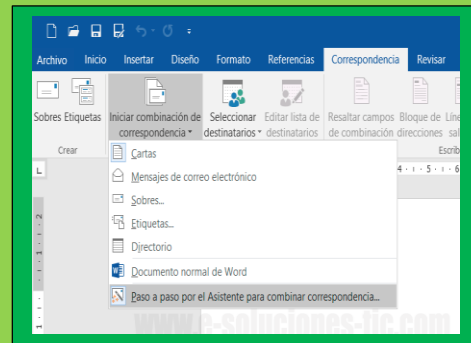 Archivo Inicio Insertar Diseño Formato Referencias Correspondencia Revisar
Sobres Etiquetas Iniciar combinación de correspondencia Seleccionar destinatarios Editar lista de destinatarios Resaltar campos de combinación Bloque de direcciones
Crear
Cartas
Mensajes de correo electrónico
Sobres...
Etiquetas...
Directorio
Documento normal de Word
Paso a paso por el Asistente para combinar correspondencia...
www.e-soluciones-tic.com